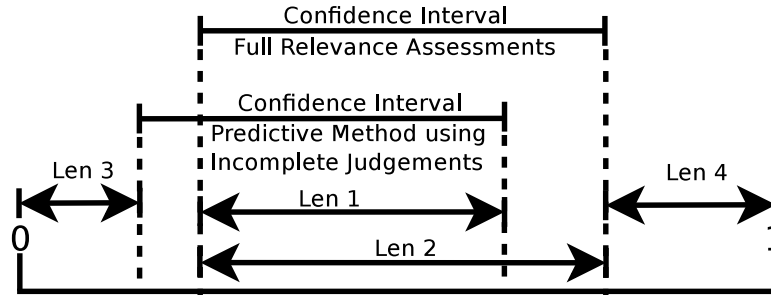 Confidence Interval
Full Relevance Assessments
Confidence Interval
Predictive Method using
Incomplete Judgements
Len 3
Len 4
Len 1
Len 2
0
1